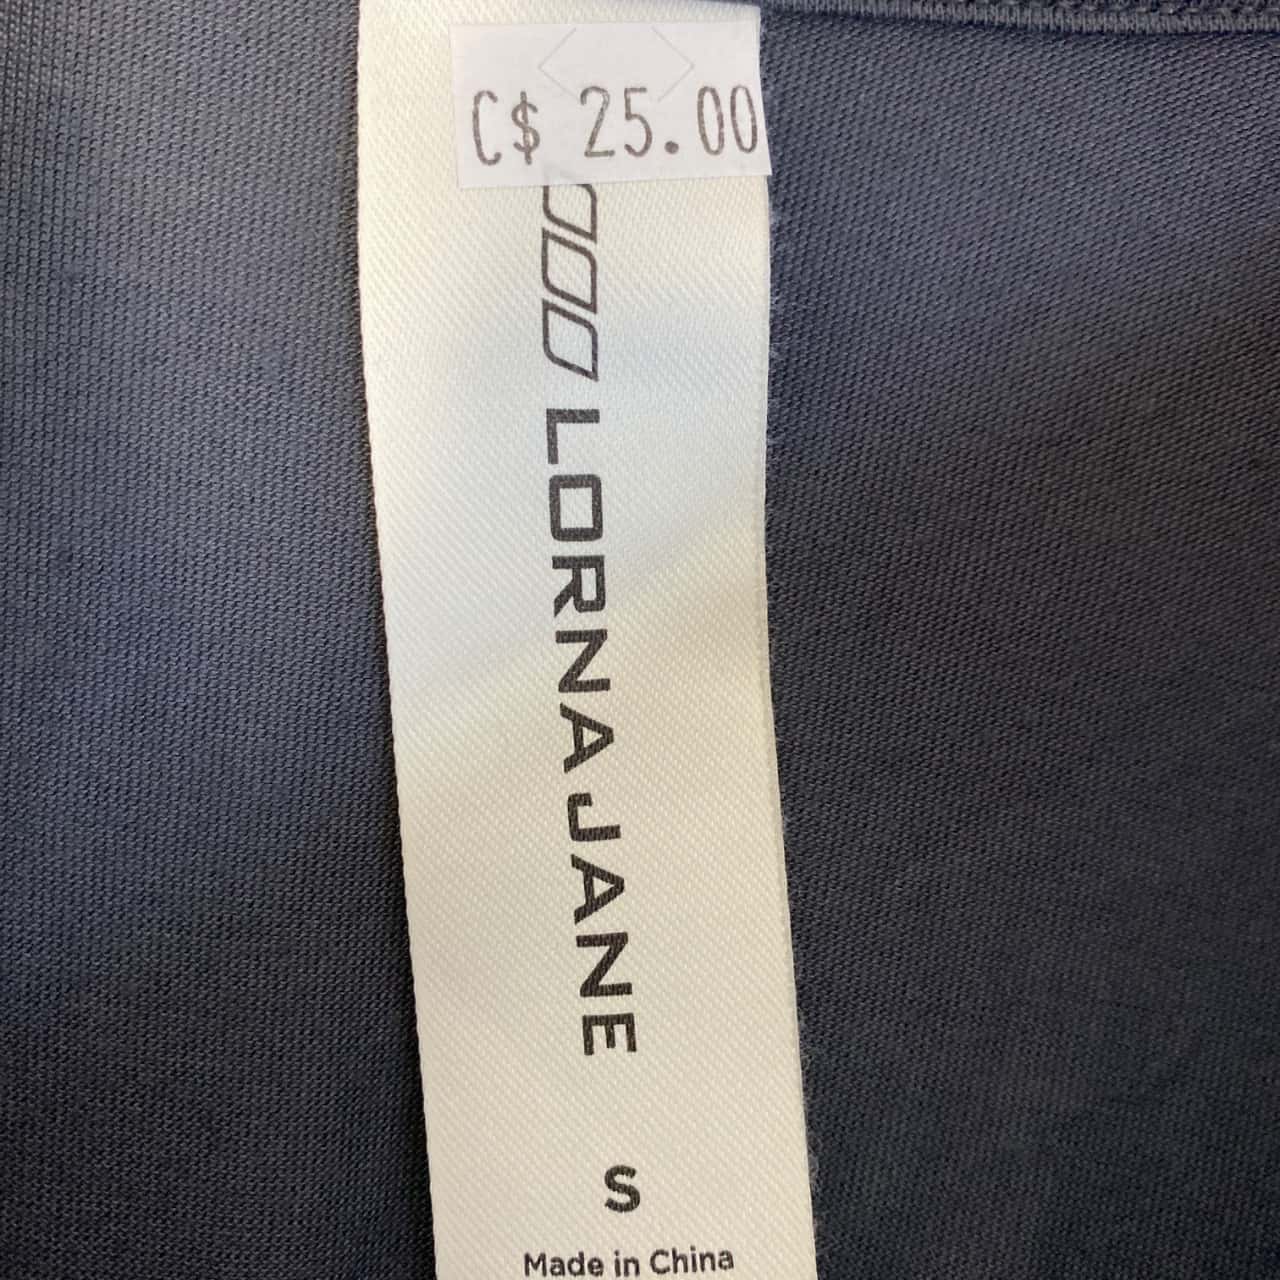 C$ 25.00
LORNA JANE
S
Made in China